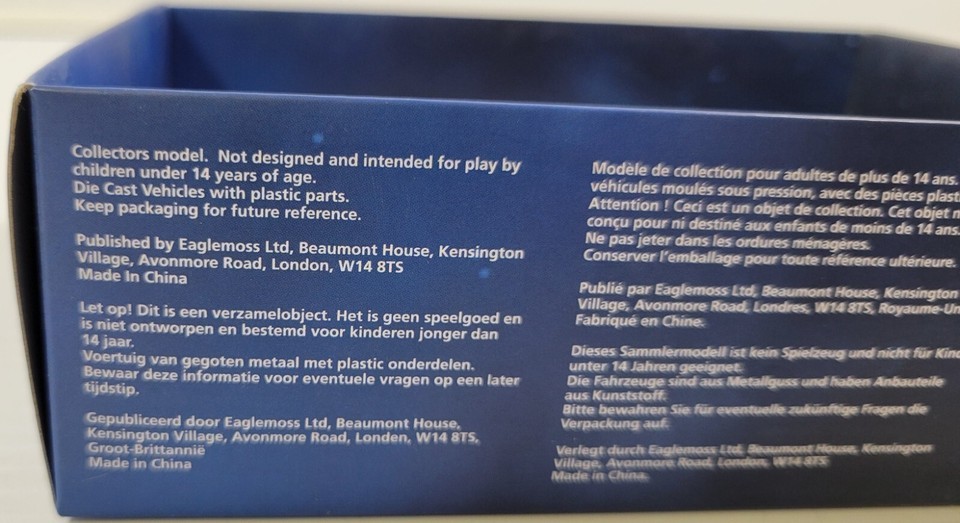 Collectors model. Not designed and intended for play by
children under 14 years of age.
Die Cast Vehicles with plastic parts.
Keep packaging for future reference.
Published by Eaglemoss Ltd, Beaumont House, Kensington
Village, Avonmore Road, London, W14 8TS
Made In China
Let op! Dit is een verzamelobject. Het is geen speelgoed en
is niet ontworpen en bestemd voor kinderen jonger dan
14 jaar.
Voertuig van gegoten metaal met plastic onderdelen.
Bewaar deze informatie voor eventuele vragen op een later
tijdstip.
Gepubliceerd door Eaglemoss Ltd, Beaumont House,
Kensington Village, Avonmore Road, Londen, W14 8TS,
Groot-Brittannië
Made in China
Modèle de collection pour adultes de plus de 14 ans.
véhicules moulés sous pression, avec des pièces plast
Attention ! Ceci est un objet de collection. Cet objet n
conçu pour ni destiné aux enfants de moins de 14 ans.
Ne pas jeter dans les ordures ménagères.
Conserver l'emballage pour toute référence ultérieure.
Publié par Eaglemoss Ltd, Beaumont House, Kensington
Village, Avonmore Road, Londres, W14 8TS, Royaume-Un
Fabriqué en Chine.
Dieses Sammlermodell ist kein Spielzeug und nicht für Kind
unter 14 Jahren geeignet.
Die Fahrzeuge sind aus Metallguss und haben Anbauteile
aus Kunststoff.
Bitte bewahren Sie für eventuelle zukünftige Fragen die
Verpackung auf.
Verlegt durch Eaglemoss Ltd, Beaumont House, Kensington
Village, Avonmore Road, London, W14 8TS
Made in China.